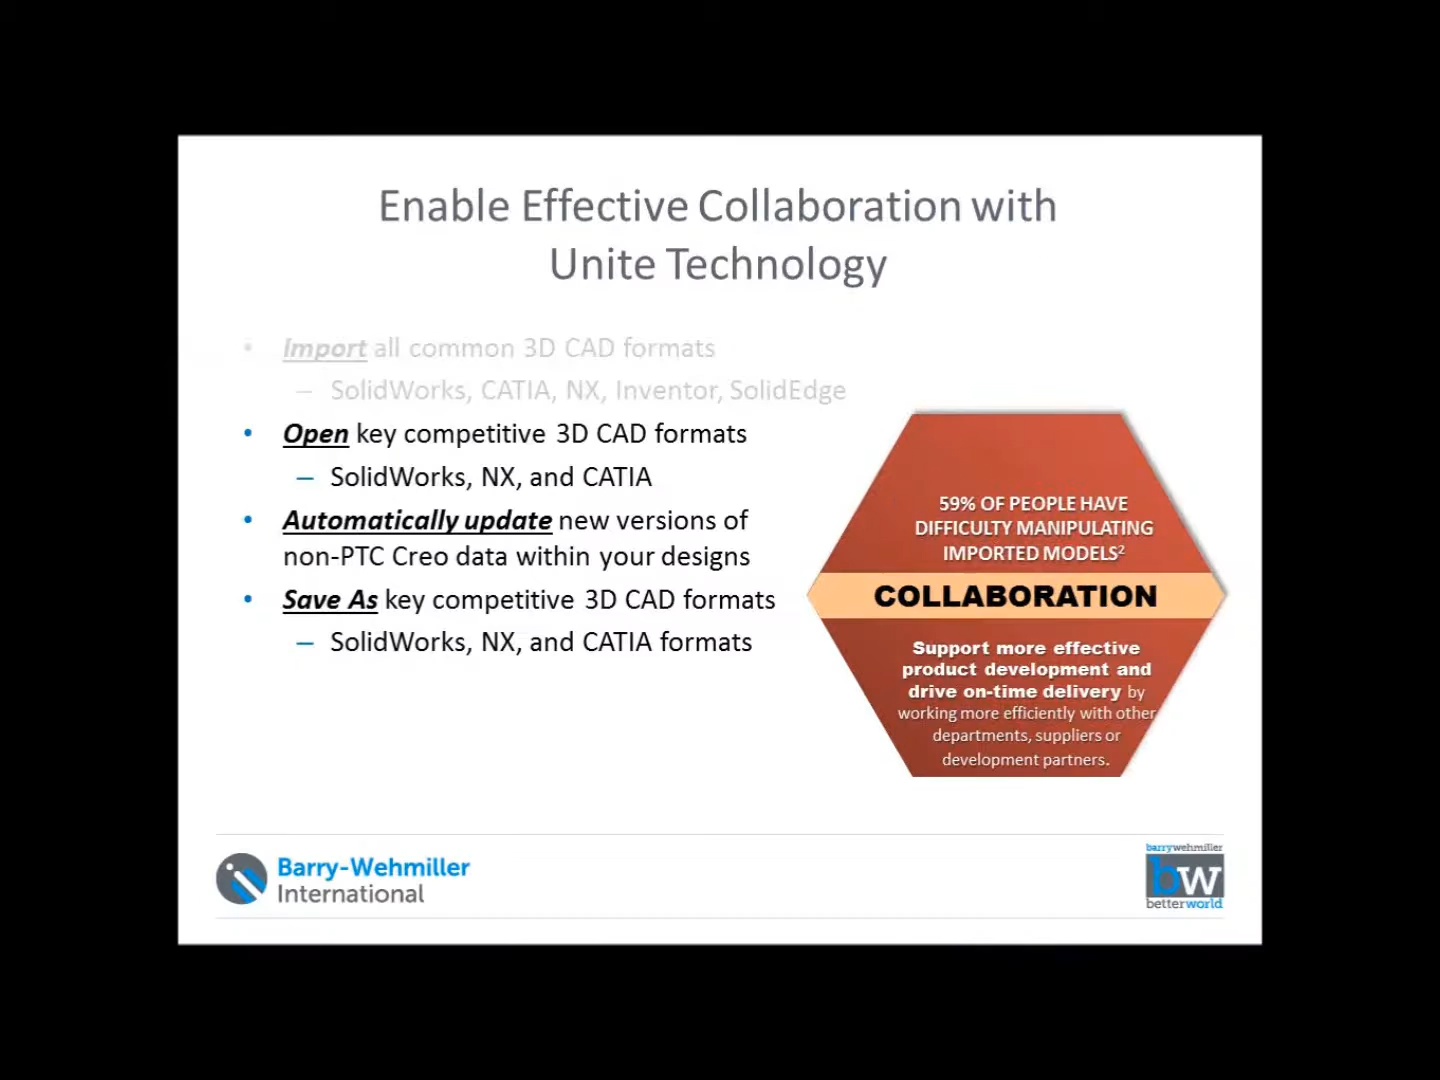 Enable Effective Collaboration with
Unite Technology
• Import all common 3D CAD formats
– SolidWorks, CATIA, NX, Inventor, SolidEdge
• Open key competitive 3D CAD formats
– SolidWorks, NX, and CATIA
• Automatically update new versions of
non-PTC Creo data within your designs
• Save As key competitive 3D CAD formats
– SolidWorks, NX, and CATIA formats
59% OF PEOPLE HAVE
DIFFICULTY MANIPULATING
IMPORTED MODELS²
COLLABORATION
Support more effective
product development and
drive on-time delivery by
working more efficiently with other
departments, suppliers or
development partners.
Barry-Wehmiller
International
barrywehmiller
bw
betterworld